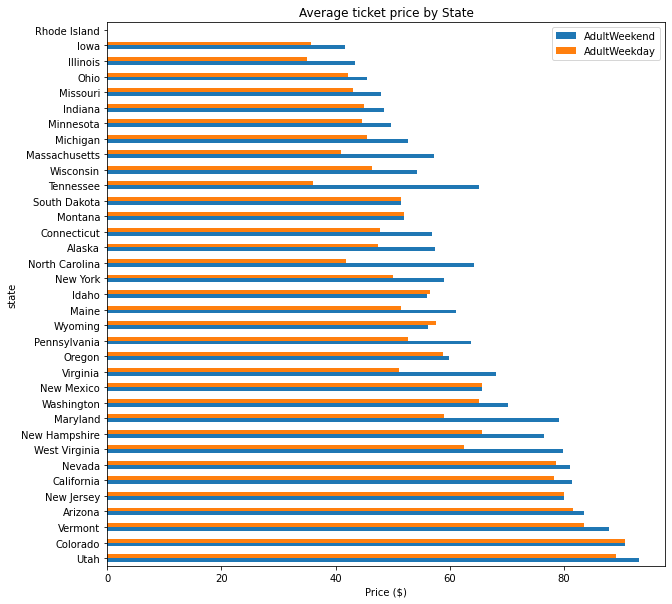 Average ticket price by State
AdultWeekend
AdultWeekday
state
Rhode Island
Iowa
Illinois
Ohio
Missouri
Indiana
Minnesota
Michigan
Massachusetts
Wisconsin
Tennessee
South Dakota
Montana
Connecticut
Alaska
North Carolina
New York
Idaho
Maine
Wyoming
Pennsylvania
Oregon
Virginia
New Mexico
Washington
Maryland
New Hampshire
West Virginia
Nevada
California
New Jersey
Arizona
Vermont
Colorado
Utah
0 20 40 60 80
Price ($)